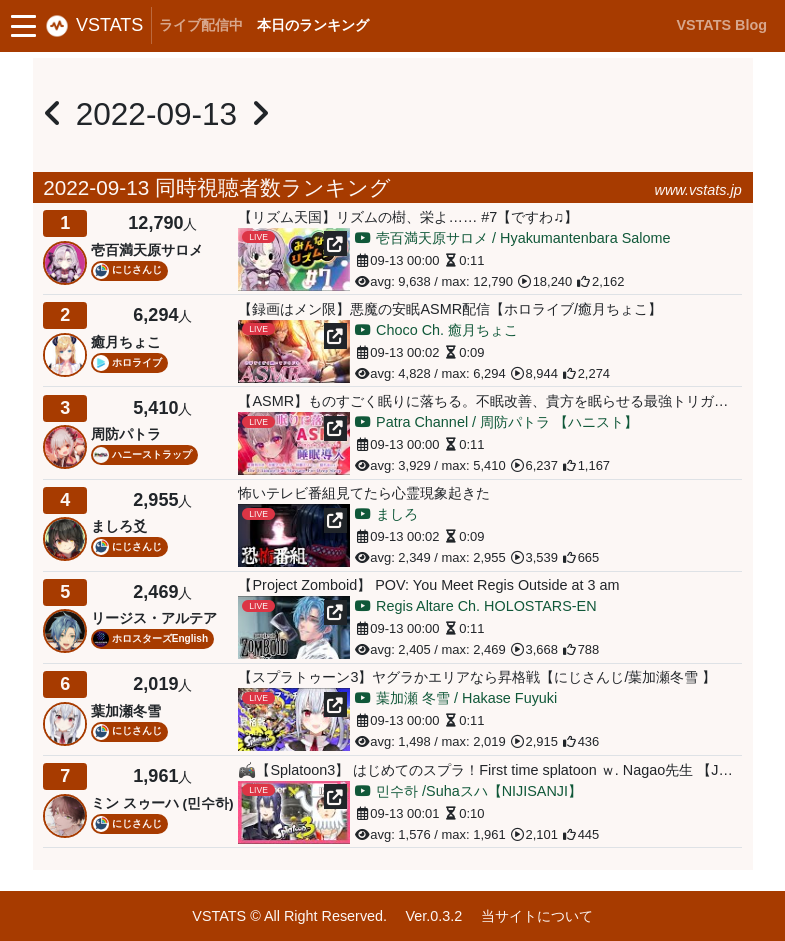 VSTATS ライブ配信中 本日のランキング VSTATS Blog
2022-09-13
2022-09-13 同時視聴者数ランキング www.vstats.jp
1 12,790人
壱百満天原サロメ
にじさんじ
【リズム天国】リズムの樹、栄よ…… #7【ですわ♫】
LIVE
みんなのリズム
#7
壱百満天原サロメ / Hyakumantenbara Salome
09-13 00:00 0:11
avg: 9,638 / max: 12,790 18,240 2,162
2 6,294人
癒月ちょこ
ホロライブ
【録画はメン限】悪魔の安眠ASMR配信【ホロライブ/癒月ちょこ】
LIVE
ASMR
Choco Ch. 癒月ちょこ
09-13 00:02 0:09
avg: 4,828 / max: 6,294 8,944 2,274
3 5,410人
周防パトラ
ハニーストラップ
【ASMR】ものすごく眠りに落ちる。不眠改善、貴方を眠らせる最強トリガ…
LIVE
睡眠導入
Patra Channel / 周防パトラ 【ハニスト】
09-13 00:00 0:11
avg: 3,929 / max: 5,410 6,237 1,167
4 2,955人
ましろ爻
にじさんじ
怖いテレビ番組見てたら心霊現象起きた
LIVE
恐怖番組
ましろ
09-13 00:02 0:09
avg: 2,349 / max: 2,955 3,539 665
5 2,469人
リージス・アルテア
ホロスターズEnglish
【Project Zomboid】 POV: You Meet Regis Outside at 3 am
LIVE
PROJECT
ZOMBOID
Regis Altare Ch. HOLOSTARS-EN
09-13 00:00 0:11
avg: 2,405 / max: 2,469 3,668 788
6 2,019人
葉加瀬冬雪
にじさんじ
【スプラトゥーン3】ヤグラかエリアなら昇格戦【にじさんじ/葉加瀬冬雪 】
LIVE
葉加瀬 冬雪 / Hakase Fuyuki
09-13 00:00 0:11
avg: 1,498 / max: 2,019 2,915 436
7 1,961人
ミン スゥーハ (민수하)
にじさんじ
🎮【Splatoon3】 はじめてのスプラ！First time splatoon ｗ. Nagao先生 【J…
LIVE
Splatoon 3
민수하 /Suhaスハ【NIJISANJI】
09-13 00:01 0:10
avg: 1,576 / max: 1,961 2,101 445
VSTATS © All Right Reserved. Ver.0.3.2 当サイトについて